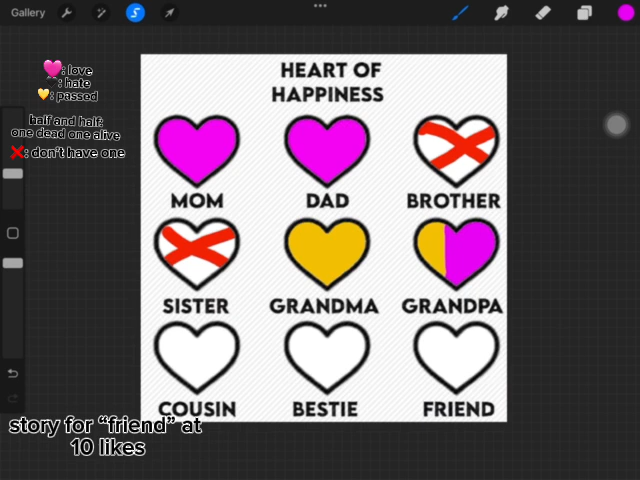 Gallery
: love
: hate
: passed
half and half:
one dead one alive
: don't have one
HEART OF
HAPPINESS
MOM
DAD
BROTHER
SISTER
GRANDMA
GRANDPA
COUSIN
BESTIE
FRIEND
story for “friend” at
10 likes